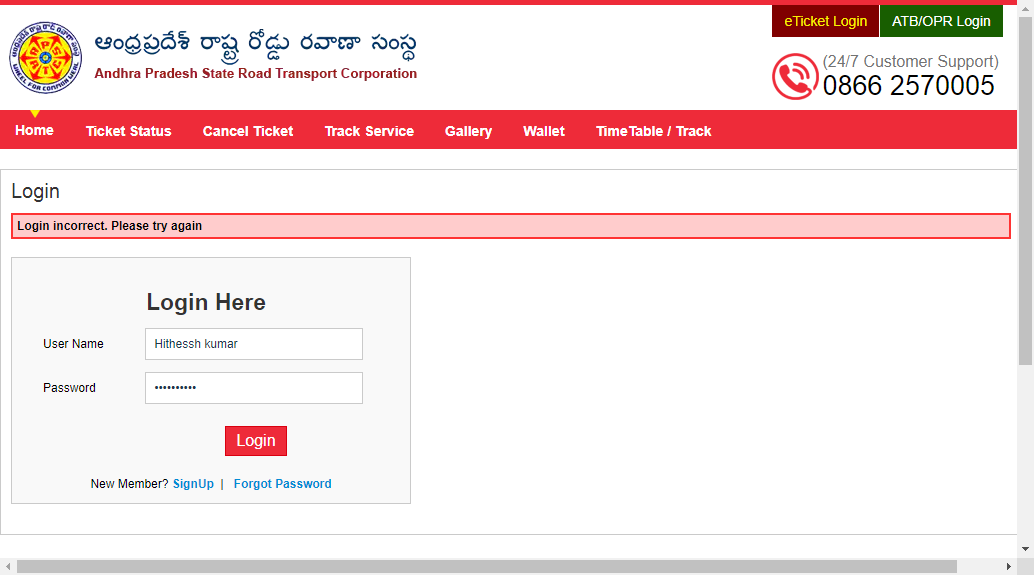 eTicket Login ATB/OPR Login
ఆంధ్రప్రదేశ్ రాష్ట్ర రోడ్డు రవాణా సంస్థ
Andhra Pradesh State Road Transport Corporation
(24/7 Customer Support)
0866 2570005
Home Ticket Status Cancel Ticket Track Service Gallery Wallet TimeTable / Track
Login
Login incorrect. Please try again
Login Here
User Name Hithessh kumar
Password ••••••••••
Login
New Member? SignUp | Forgot Password